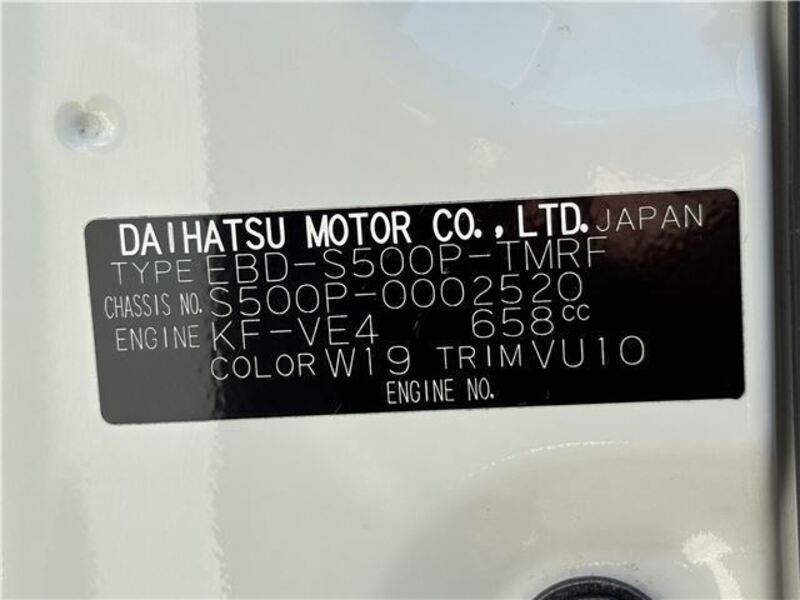 DAIHATSU MOTOR CO., LTD. JAPAN
TYPE EBD-S500P-TMRF
CHASSIS NO. S500P-0002520
ENGINE KF-VE4 658cc
COLOR W19 TRIM VU10
ENGINE NO.